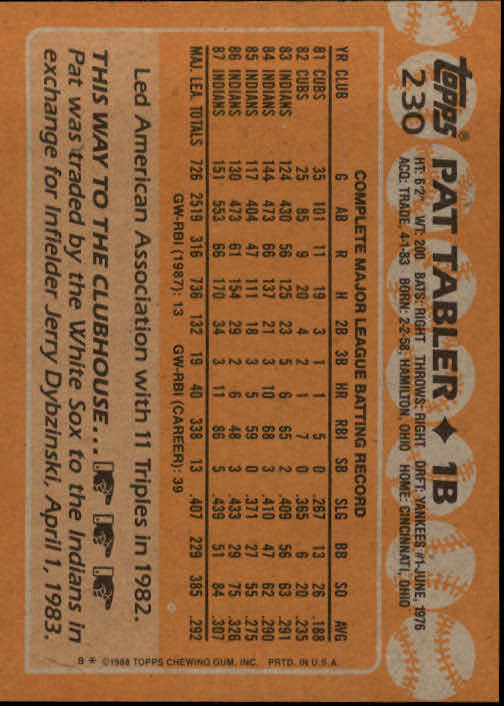 topps®
230
PAT TABLER ✦ 1B
HT: 6'2" WT: 200 BATS: RIGHT THROWS: RIGHT DRFT: YANKEES #1-JUNE, 1976
ACQ: TRADE, 4-1-83 BORN: 2-2-58, HAMILTON, OHIO HOME: CINCINNATI, OHIO
COMPLETE MAJOR LEAGUE BATTING RECORD
YR CLUB G AB R H 2B 3B HR RBI SB SLG BB SO AVG
81 CUBS 35 101 11 19 3 1 1 5 0 .267 13 26 .188
82 CUBS 25 85 9 20 4 2 1 7 0 .365 6 20 .235
83 INDIANS 124 430 56 125 23 5 6 65 2 .409 56 63 .291
84 INDIANS 144 473 66 137 21 3 10 68 3 .410 47 62 .290
85 INDIANS 117 404 47 111 18 3 5 59 0 .371 27 55 .275
86 INDIANS 130 473 61 154 29 2 6 48 3 .433 29 75 .326
87 INDIANS 151 553 66 170 34 3 11 86 5 .439 51 84 .307
MAJ. LEA. TOTALS 726 2519 316 736 132 19 40 338 13 .407 229 385 .292
GW-RBI (1987): 13 GW-RBI (CAREER): 39
Led American Association with 11 Triples in 1982.
THIS WAY TO THE CLUBHOUSE...
Pat was traded by the White Sox to the Indians in
exchange for Infielder Jerry Dybzinski, April 1, 1983.
B * ©1988 TOPPS CHEWING GUM, INC. PRTD. IN U.S.A.